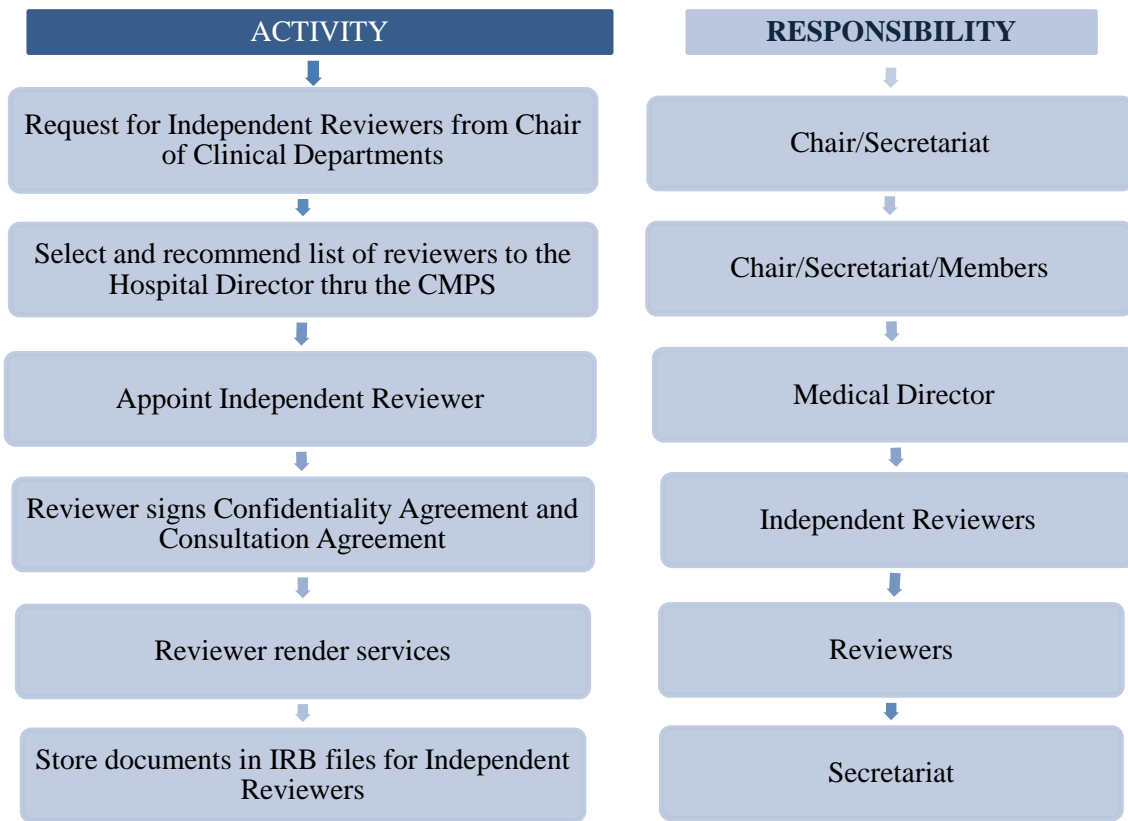 ACTIVITY
RESPONSIBILITY
Request for Independent Reviewers from Chair
of Clinical Departments
Chair/Secretariat
Select and recommend list of reviewers to the
Hospital Director thru the CMPS
Chair/Secretariat/Members
Appoint Independent Reviewer
Medical Director
Reviewer signs Confidentiality Agreement and
Consultation Agreement
Independent Reviewers
Reviewer render services
Reviewers
Store documents in IRB files for Independent
Reviewers
Secretariat